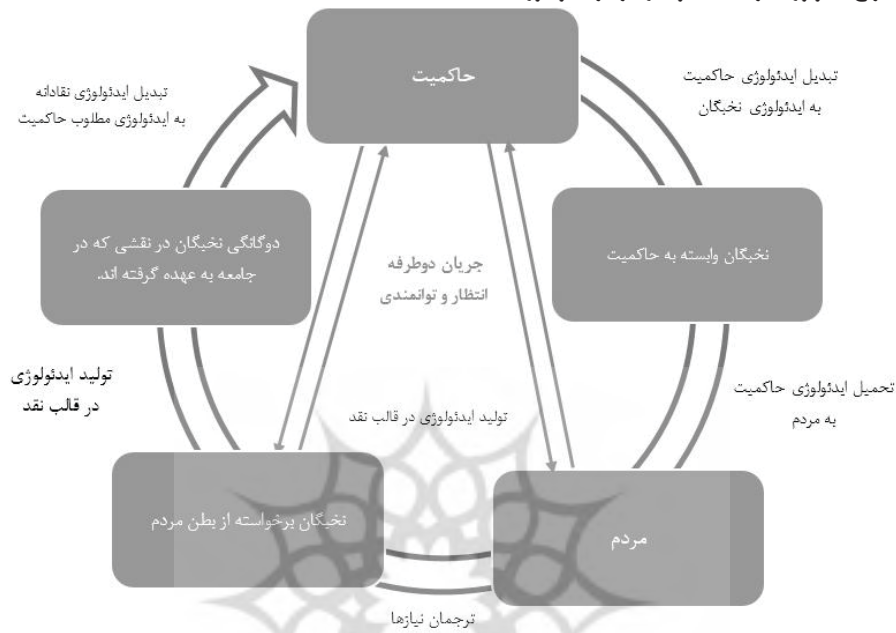 حاکمیت
تبدیل ایدئولوژی حاکمیت
به ایدئولوژی نخبگان
نخبگان وابسته به حاکمیت
تحمیل ایدئولوژی حاکمیت
به مردم
مردم
ترجمان نیازها
نخبگان برخواسته از بطن مردم
تولید ایدئولوژی
در قالب نقد
دوگانگی نخبگان در نقشی که در
جامعه به عهده گرفته اند.
تبدیل ایدئولوژی نقادانه
به ایدئولوژی مطلوب حاکمیت
جریان دوطرفه
انتظار و توانمندی
تولید ایدئولوژی در قالب نقد